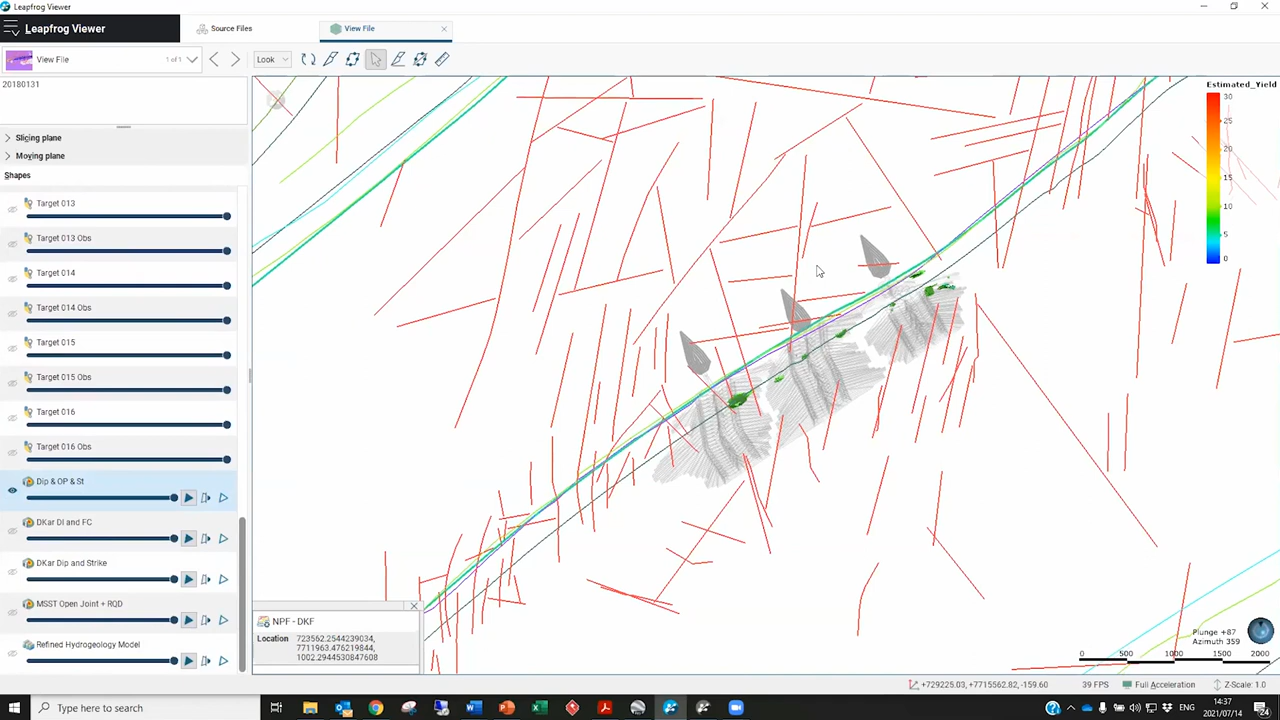 Leapfrog Viewer
Leapfrog Viewer
Source Files
View File
View File
1 of 1
Look
20180131
Slicing plane
Moving plane
Shapes
Target 013
Target 013 Obs
Target 014
Target 014 Obs
Target 015
Target 015 Obs
Target 016
Target 016 Obs
Dip & OP & St
DKar DI and FC
DKar Dip and Strike
MSST Open Joint + RQD
Refined Hydrogeology Model
Estimated_Yield
30
25
20
15
10
5
0
NPF - DKF
Location
723562.2544239034,
7711963.476219844,
1002.2944530847608
Plunge +87
Azimuth 359
0
500
1000
1500
2000
+729225.03, +7715562.82, -159.60
39 FPS
Full Acceleration
Z-Scale: 1.0
Type here to search
ENG
14:37
2021/07/14
24